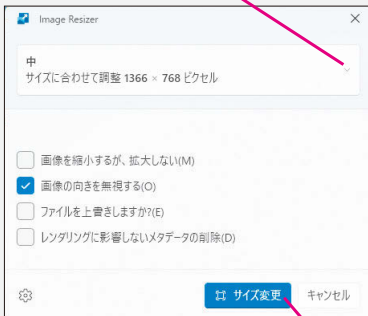 Image Resizer
中
サイズに合わせて調整 1366 × 768 ピクセル
画像を縮小するが、拡大しない(M)
画像の向きを無視する(O)
ファイルを上書きしますか?(E)
レンダリングに影響しないメタデータの削除(D)
サイズ変更
キャンセル